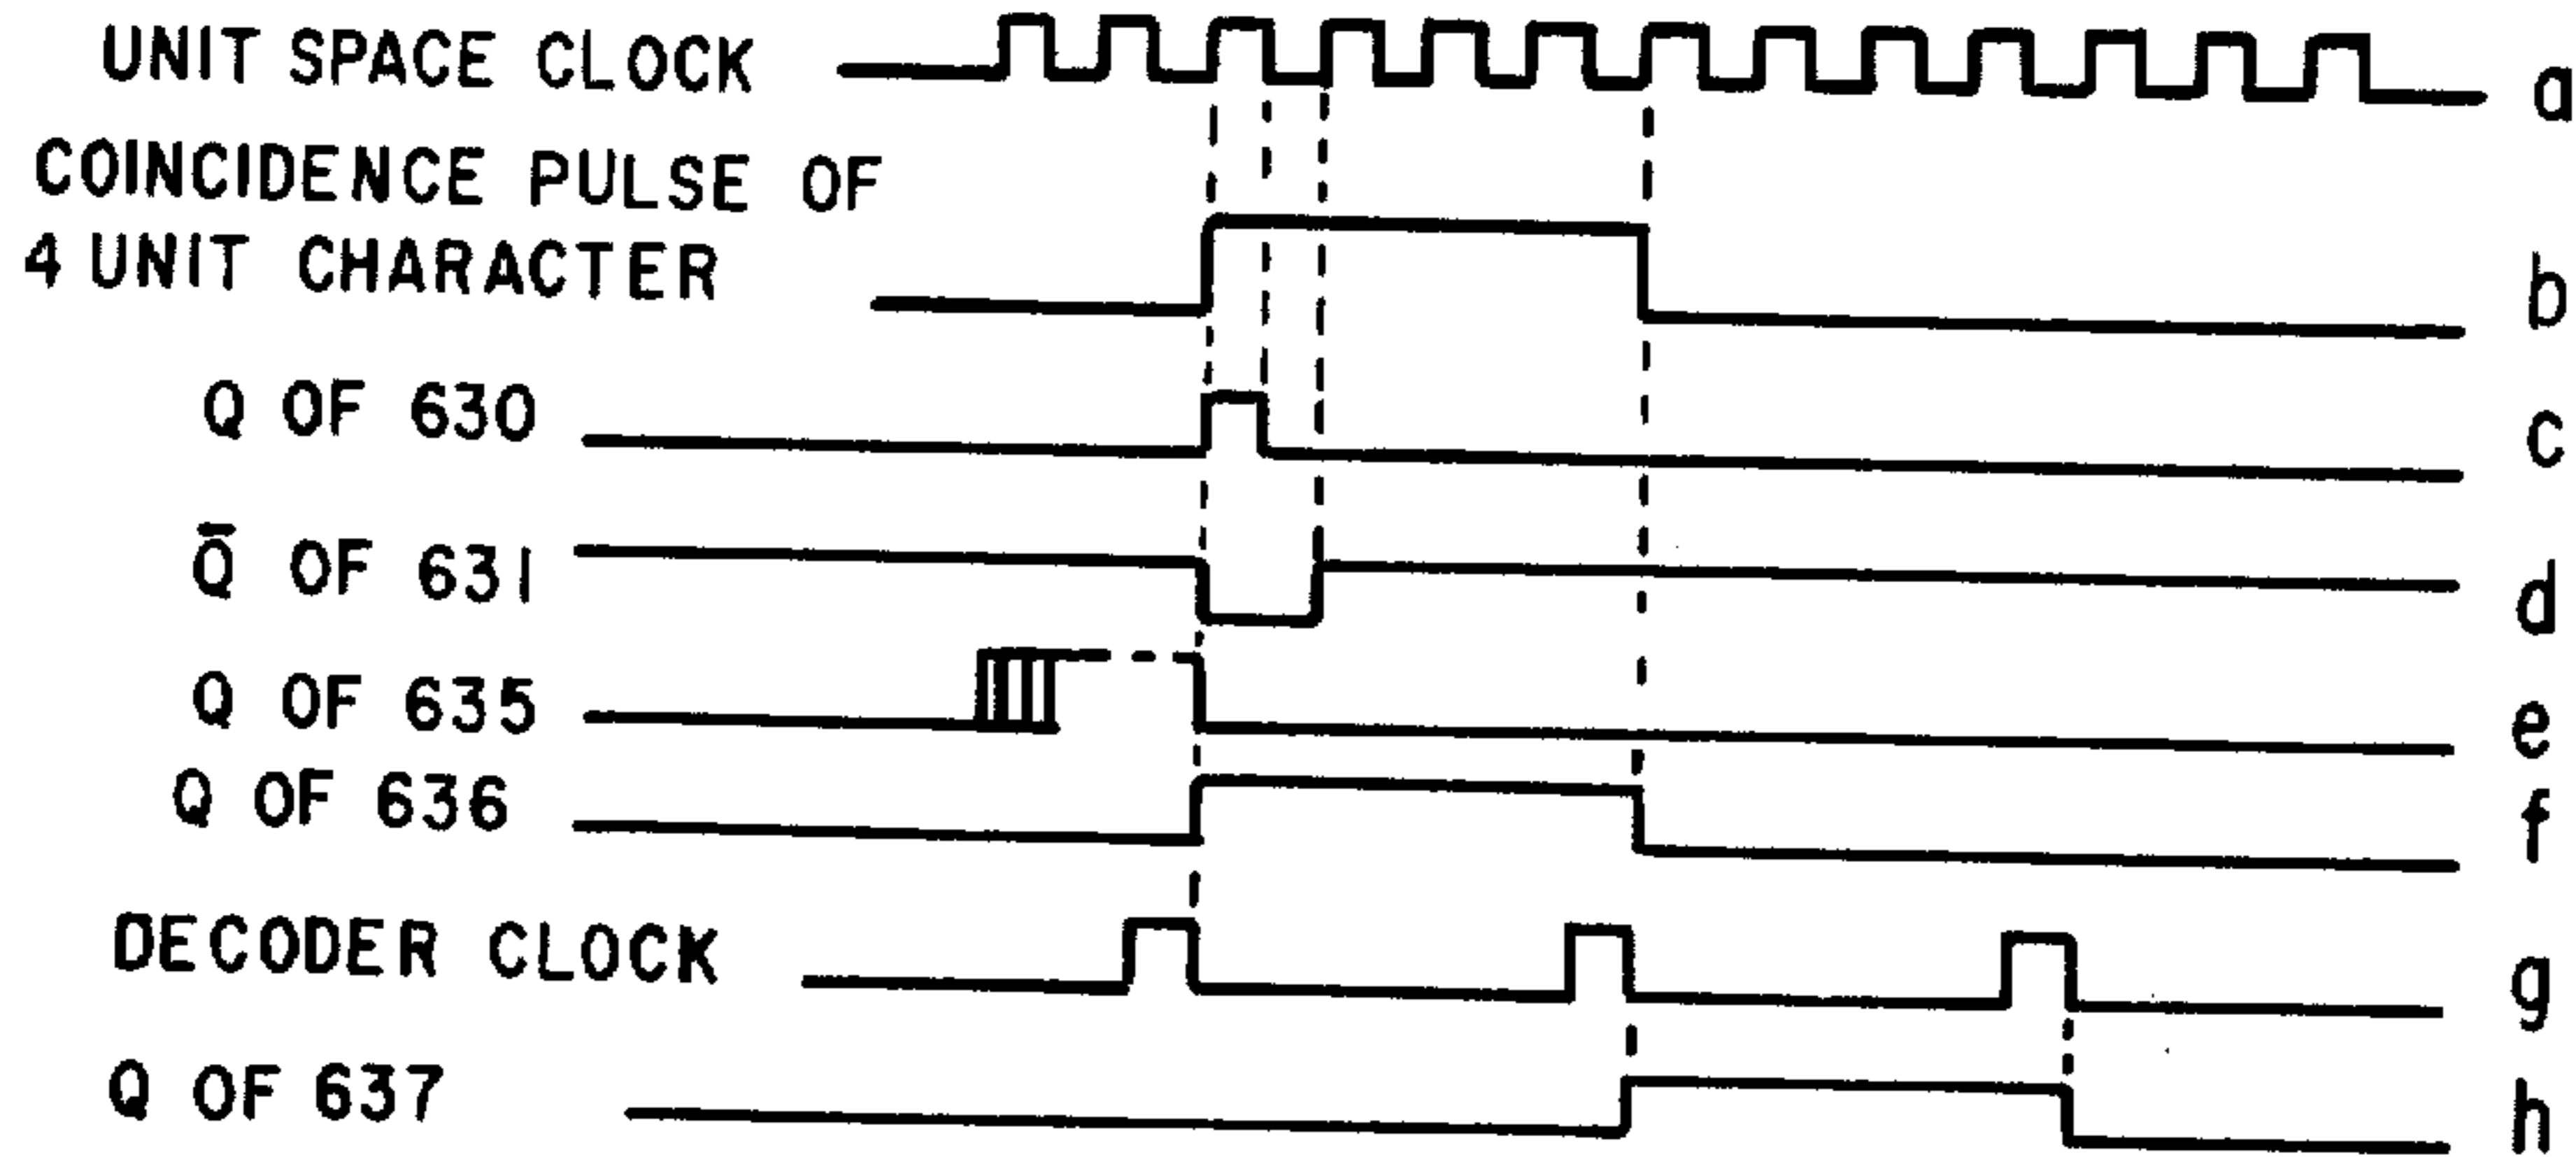 UNIT SPACE CLOCK a
COINCIDENCE PULSE OF
4 UNIT CHARACTER b
Q OF 630 c
Q̄ OF 631 d
Q OF 635 e
Q OF 636 f
DECODER CLOCK g
Q OF 637 h